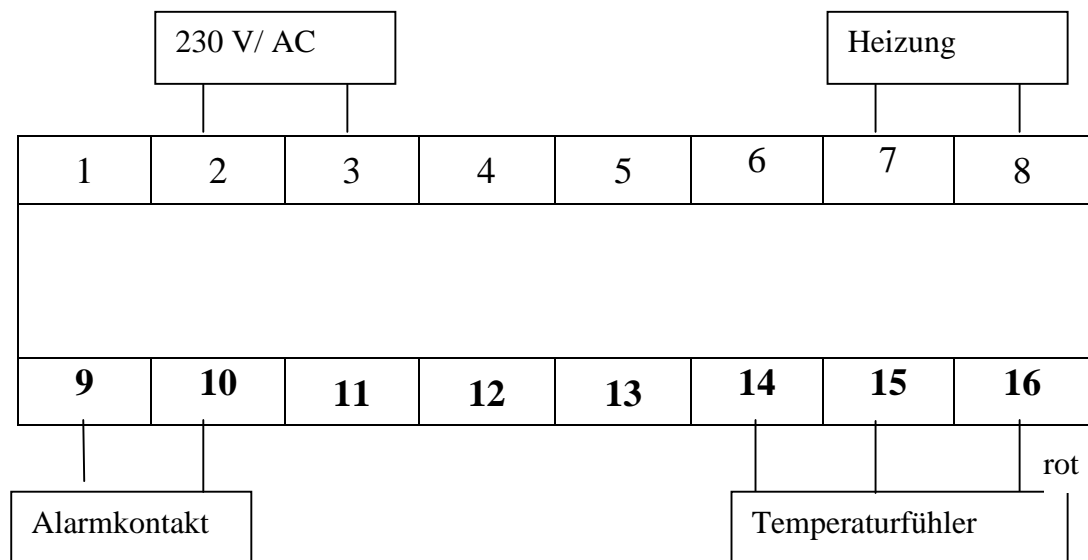 230 V/ AC Heizung
1 2 3 4 5 6 7 8
9 10 11 12 13 14 15 16
rot
Alarmkontakt Temperaturfühler